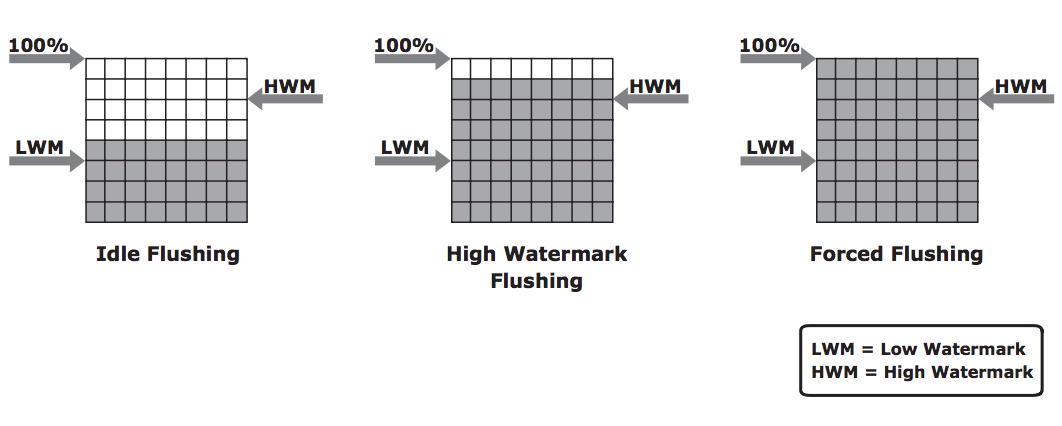 100%
HWM
LWM
Idle Flushing
100%
HWM
LWM
High Watermark
Flushing
100%
HWM
LWM
Forced Flushing
LWM = Low Watermark
HWM = High Watermark